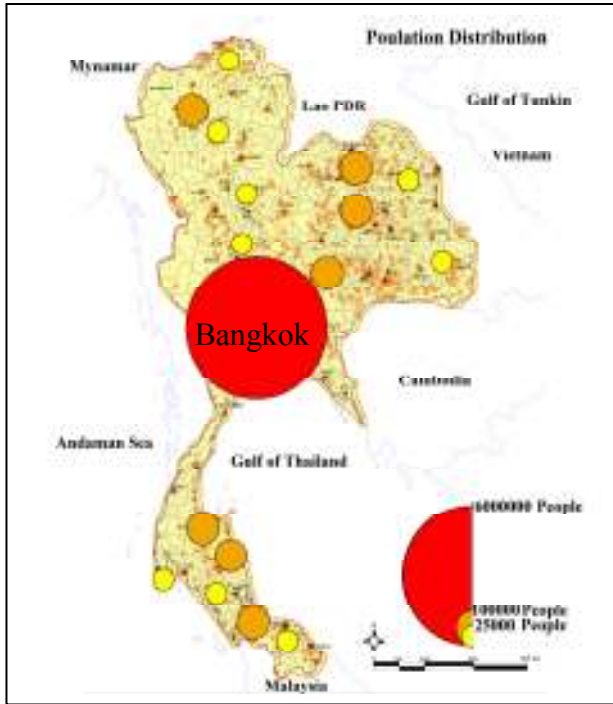 Poulation Distribution
Mynamar
Gulf of Tunkin
Lao PDR
Vietnam
Bangkok
Cambodia
Andaman Sea
Gulf of Thailand
6000000 People
100000 People
25000 People
Malaysia